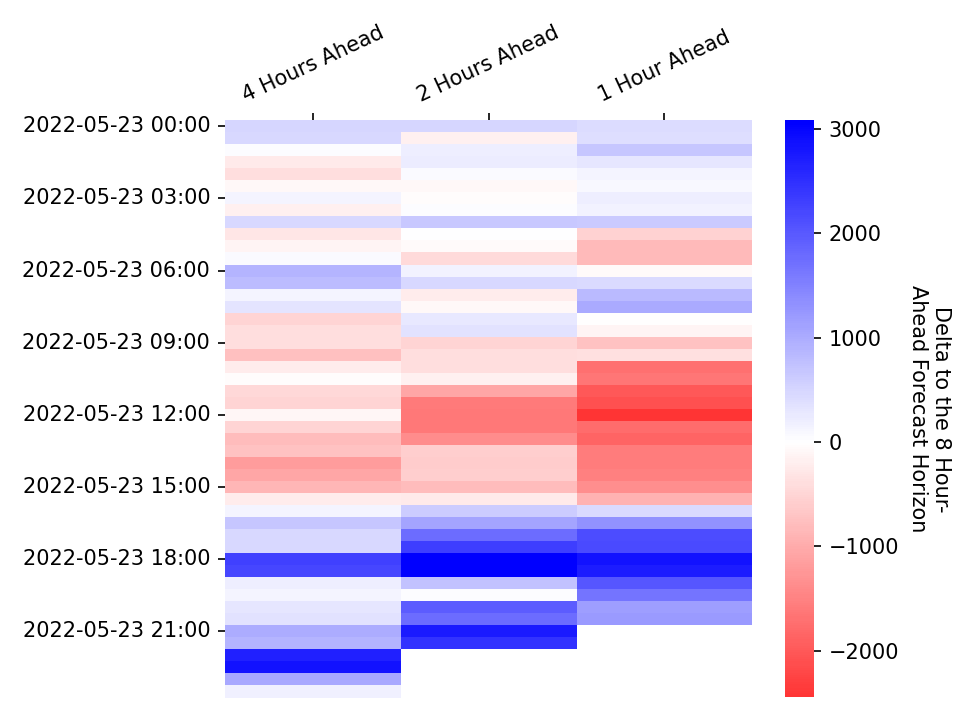 4 Hours Ahead
2 Hours Ahead
1 Hour Ahead
2022-05-23 00:00
2022-05-23 03:00
2022-05-23 06:00
2022-05-23 09:00
2022-05-23 12:00
2022-05-23 15:00
2022-05-23 18:00
2022-05-23 21:00
3000
2000
1000
0
−1000
−2000
Delta to the 8 Hour-
Ahead Forecast Horizon